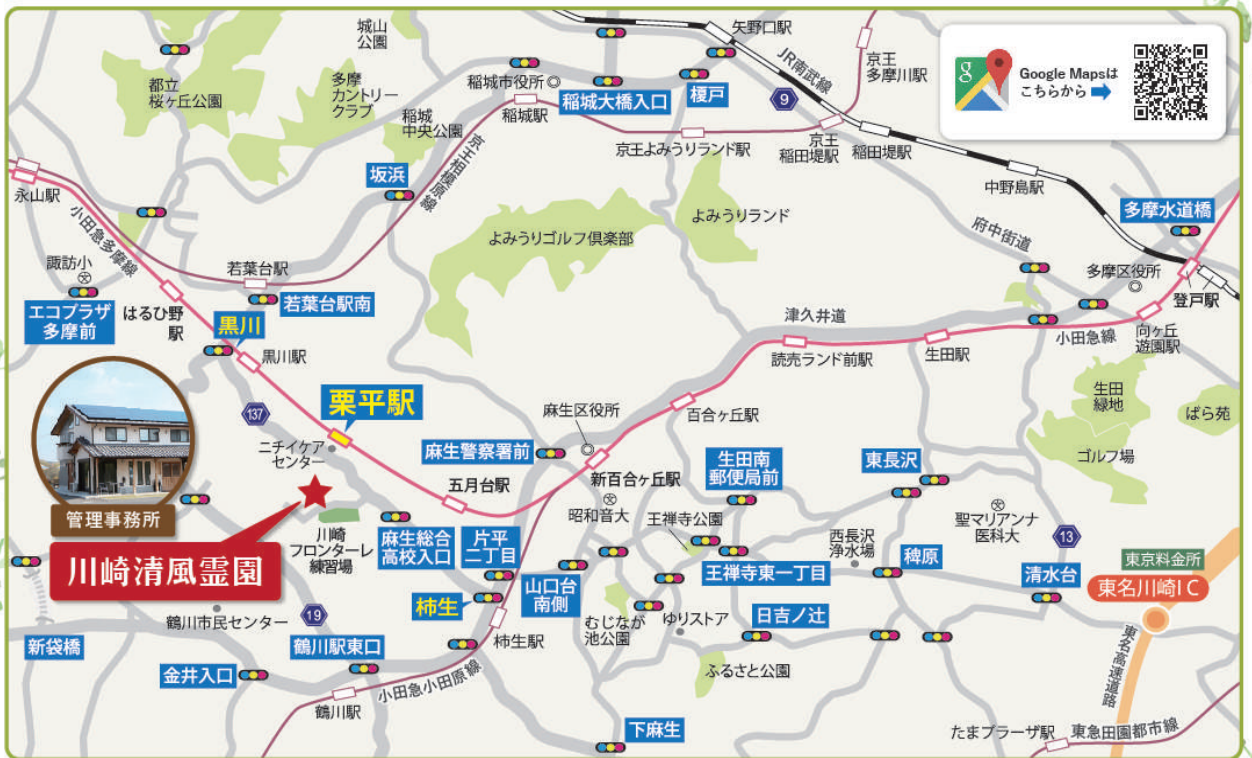 城山
公園
矢野口駅
JR南武線
京王
多摩川駅
g
Google Mapsは
こちらから
都立
桜ヶ丘公園
多摩
カントリー
クラブ
稲城市役所
稲城大橋入口
榎戸
9
稲城
中央公園
稲城駅
京王相模原線
京王よみうりランド駅
京王
稲田堤駅
稲田堤駅
中野島駅
坂浜
永山駅
小田急多摩線
よみうりランド
よみうりゴルフ倶楽部
府中街道
多摩水道橋
諏訪小
若葉台駅
多摩区役所
エコプラザ
多摩前
はるひ野
駅
若葉台駅南
登戸駅
黒川
黒川駅
津久井道
読売ランド前駅
生田駅
小田急線
向ヶ丘
遊園駅
栗平駅
137
ニチイケア
センター
麻生区役所
百合ヶ丘駅
生田
緑地
ばら苑
ゴルフ場
麻生警察署前
新百合ヶ丘駅
生田南
郵便局前
東長沢
五月台駅
昭和音大
王禅寺公園
西長沢
浄水場
聖マリアンナ
医科大
管理事務所
川崎清風霊園
川崎
フロンターレ
練習場
麻生総合
高校入口
片平
二丁目
山口台
南側
王禅寺東一丁目
稗原
13
清水台
東京料金所
東名川崎IC
柿生
鶴川市民センター
19
むじなが
池公園
ゆりストア
日吉ノ辻
新袋橋
鶴川駅東口
柿生駅
金井入口
小田急小田原線
ふるさと公園
東名高速道路
鶴川駅
下麻生
たまプラーザ駅
東急田園都市線